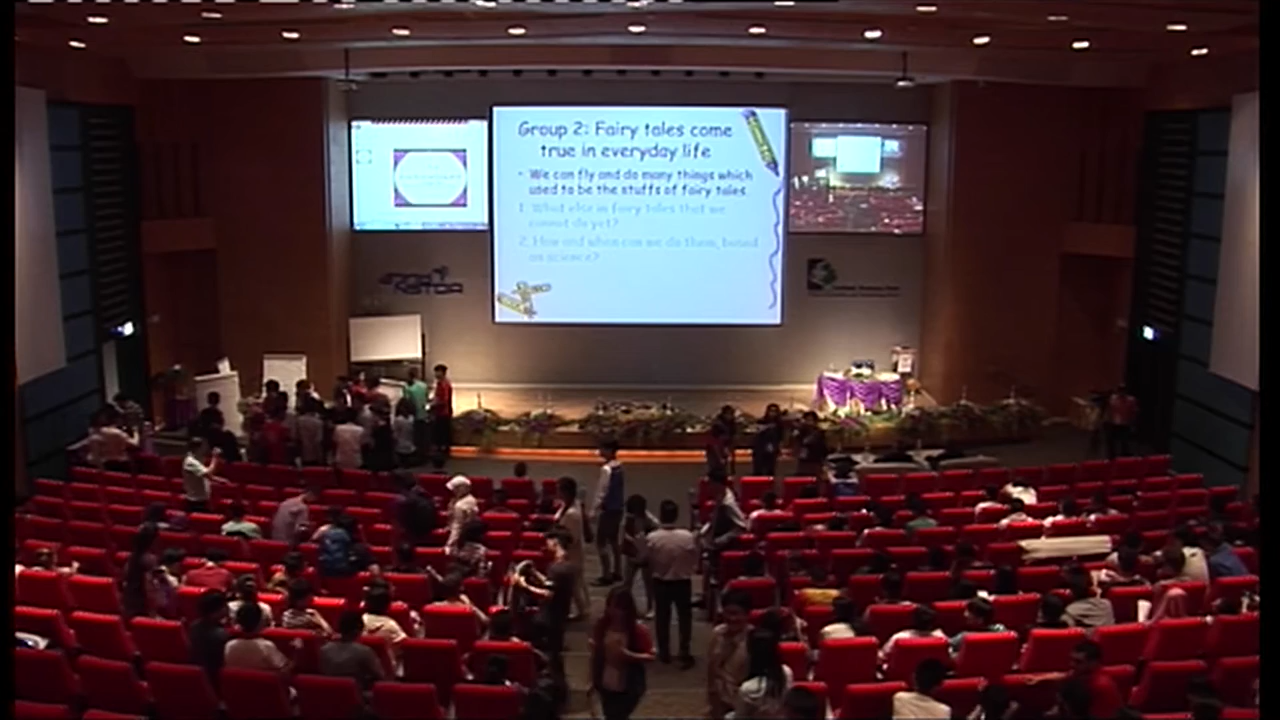 Group 2: Fairy tales come
true in everyday life
- We can fly and do many things which
used to be the stuffs of fairy tales
1. What else in fairy tales that we
cannot do yet?
2. How and when can we do them, based
on science?